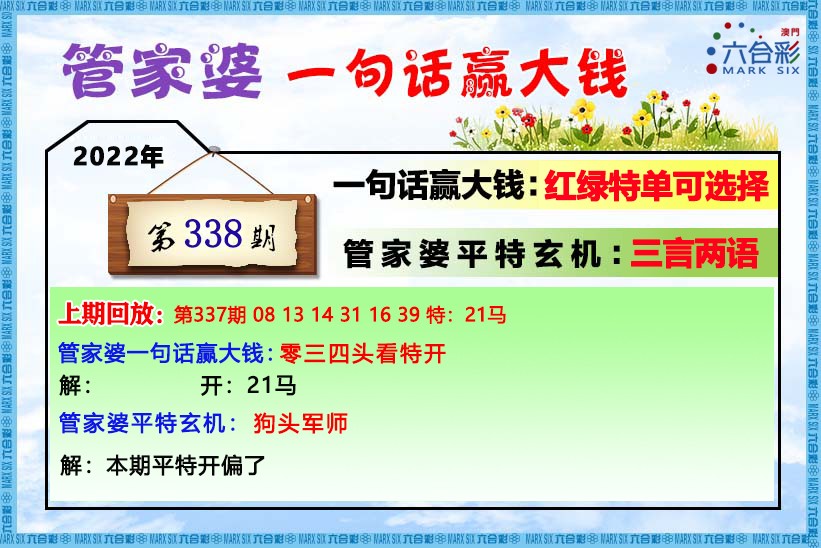 管家婆 一句话赢大钱
澳門
六合彩
MARK SIX
2022年
第338期
一句话赢大钱：红绿特单可选择
管家婆平特玄机：三言两语
上期回放：第337期 08 13 14 31 16 39 特：21马
管家婆一句话赢大钱：零三四头看特开
解： 开：21马
管家婆平特玄机：狗头军师
解：本期平特开偏了
MARK SIX 六合彩